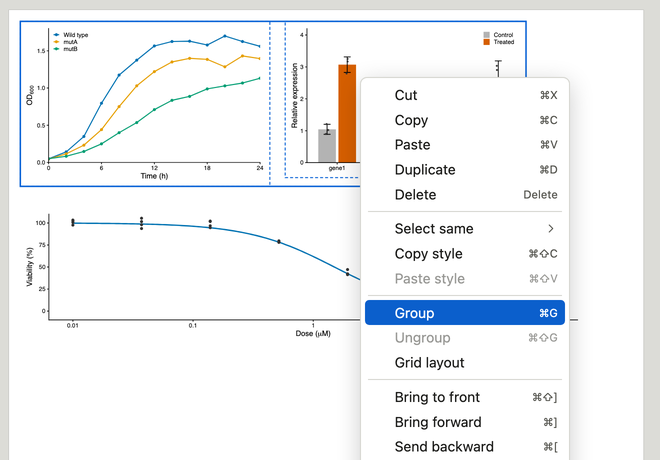 Wild type
mutA
mutB
1.5
1.0
0.5
0.0
OD600
0 6 12 18 24
Time (h)
Control
Treated
4
3
2
1
0
Relative expression
gene1
100
75
50
25
0
Viability (%)
0.01 0.1 1
Dose (µM)
Cut ⌘X
Copy ⌘C
Paste ⌘V
Duplicate ⌘D
Delete Delete
Select same
Copy style ⌘⇧C
Paste style ⌘⇧V
Group ⌘G
Ungroup ⌘⇧G
Grid layout
Bring to front ⌘⇧]
Bring forward ⌘]
Send backward ⌘[